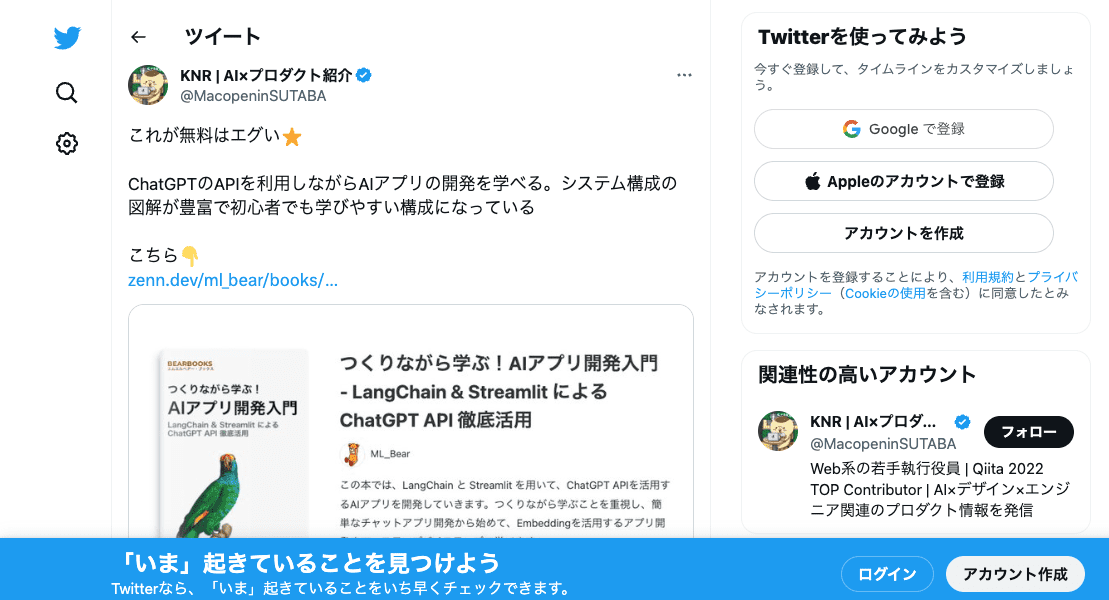 ツイート
KNR | AI×プロダクト紹介
@MacopeninSUTABA
これが無料はエグい
ChatGPTのAPIを利用しながらAIアプリの開発を学べる。システム構成の
図解が豊富で初心者でも学びやすい構成になっている
こちら
zenn.dev/ml_bear/books/…
BEARBOOKS
つくりながら学ぶ！
AIアプリ開発入門
LangChain & Streamlit による
ChatGPT API 徹底活用
つくりながら学ぶ！AIアプリ開発入門
- LangChain & Streamlit による
ChatGPT API 徹底活用
ML_Bear
この本では、LangChain と Streamlit を用いて、ChatGPT APIを活用す
るAIアプリを開発していきます。つくりながら学ぶことを重視し、簡
単なチャットアプリ開発から始めて、Embeddingを活用するアプリ開
Twitterを使ってみよう
今すぐ登録して、タイムラインをカスタマイズしましょ
う。
Google で登録
Appleのアカウントで登録
アカウントを作成
アカウントを登録することにより、利用規約とプライバ
シーポリシー（Cookieの使用を含む）に同意したとみ
なされます。
関連性の高いアカウント
KNR | AI×プロダ...
@MacopeninSUTABA
フォロー
Web系の若手執行役員 | Qiita 2022
TOP Contributor | AI×デザイン×エンジ
ニア関連のプロダクト情報を発信
「いま」起きていることを見つけよう
Twitterなら、「いま」起きていることをいち早くチェックできます。
ログイン
アカウント作成